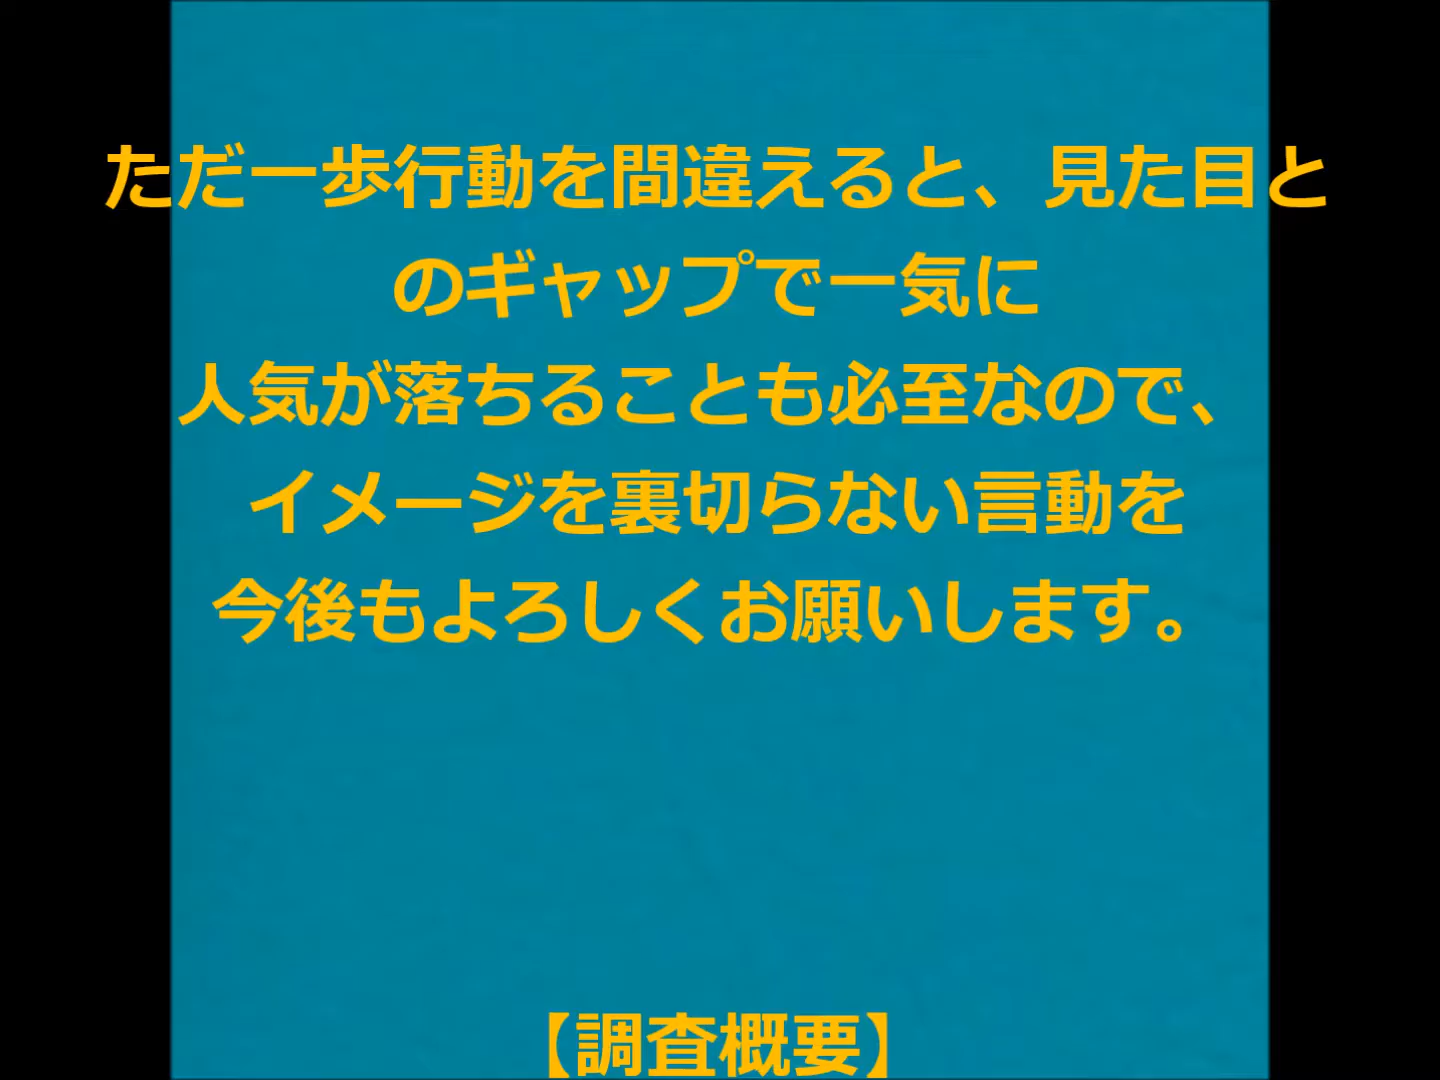 ただ一歩行動を間違えると、見た目と
のギャップで一気に
人気が落ちることも必至なので、
イメージを裏切らない言動を
今後もよろしくお願いします。
【調査概要】